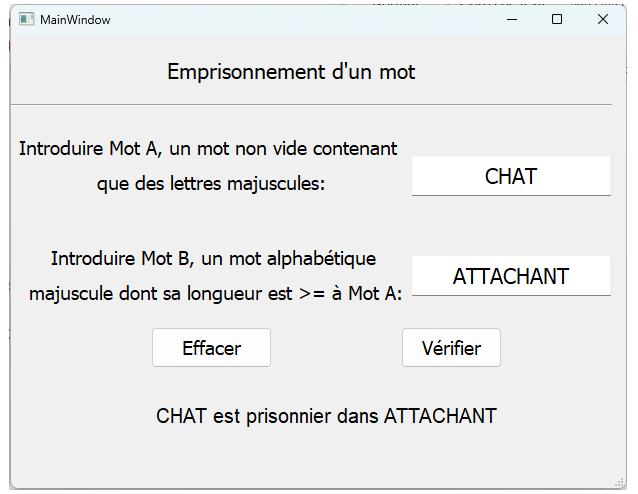 MainWindow
Emprisonnement d'un mot
Introduire Mot A, un mot non vide contenant
que des lettres majuscules:
CHAT
Introduire Mot B, un mot alphabétique
majuscule dont sa longueur est >= à Mot A:
ATTACHANT
Effacer
Vérifier
CHAT est prisonnier dans ATTACHANT